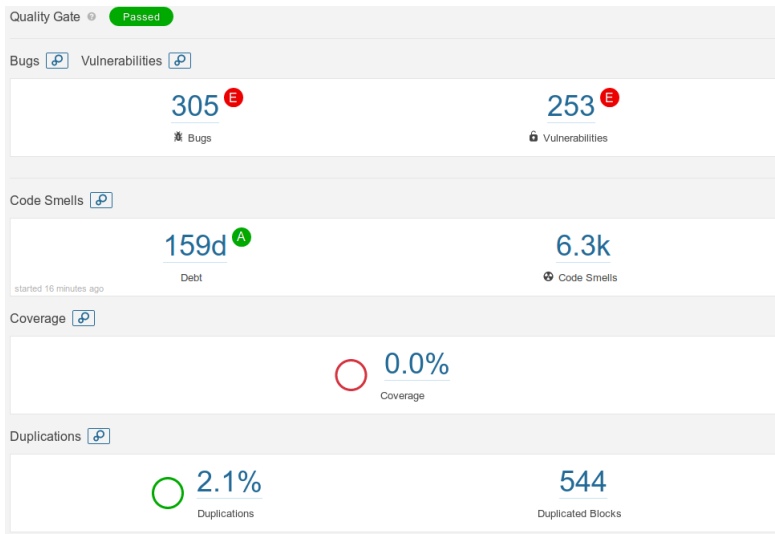 Quality Gate ? Passed
Bugs Vulnerabilities
305 E 253 E
Bugs Vulnerabilities
Code Smells
159d A 6.3k
Debt Code Smells
started 16 minutes ago
Coverage
0.0%
Coverage
Duplications
2.1% 544
Duplications Duplicated Blocks